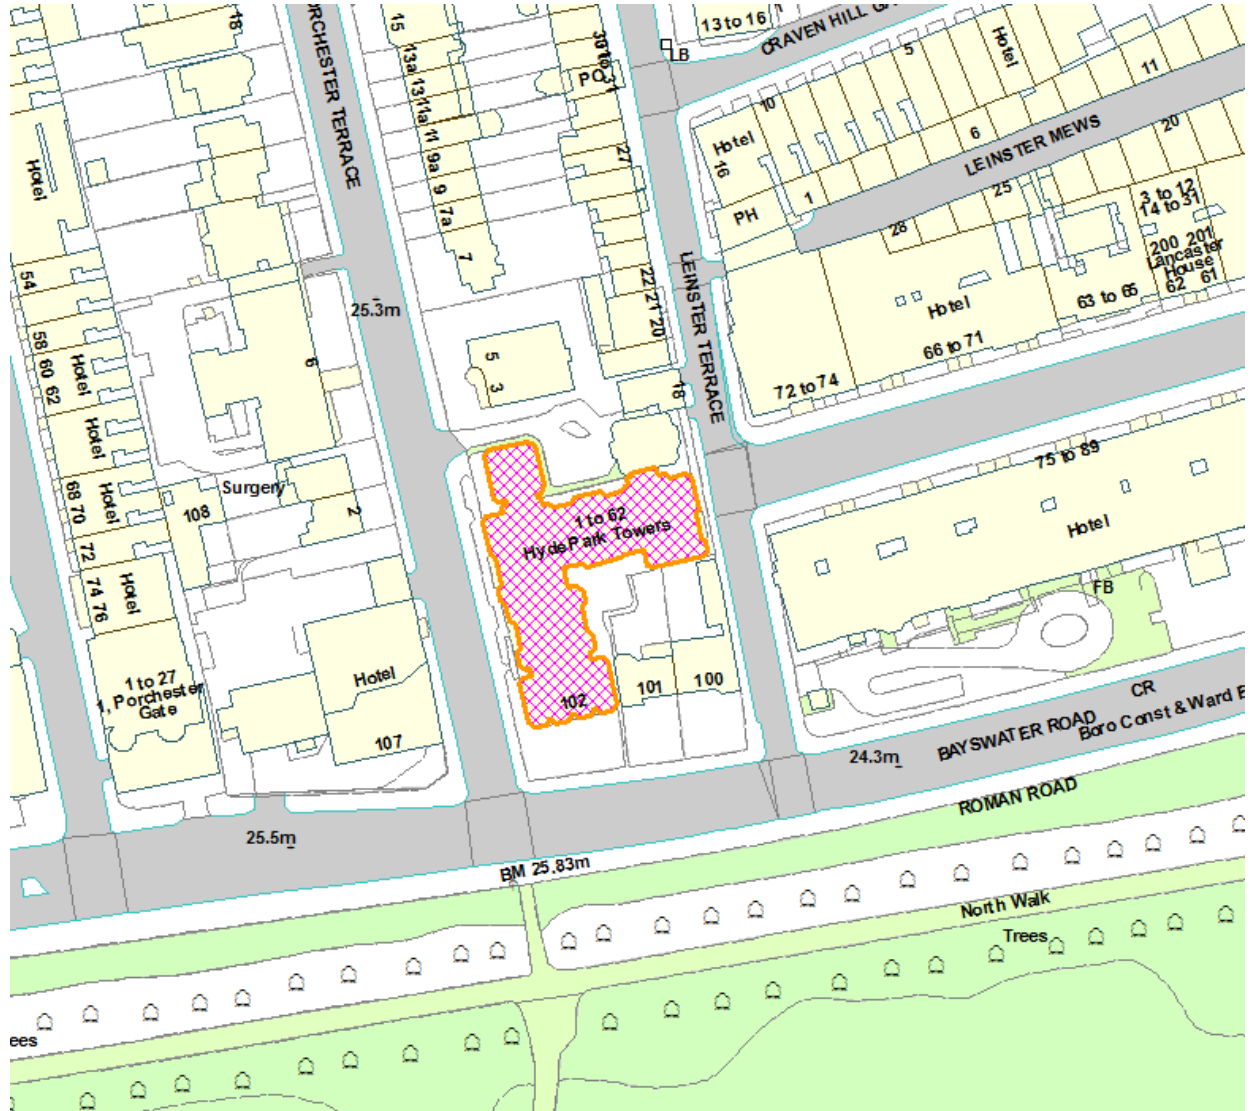 18
ORCHESTER TERRACE
15
13a
13
11a
11
9a
9
7a
7
PO
27
22
21
20
18
13 to 16
LB
CRAVEN HILL GA
5
Hotel
11
10
Hotel
16
6
LEINSTER MEWS
20
PH
1
25
28
3 to 12
14 to 31
200 201
Lancaster
House
62
61
63 to 65
Hotel
66 to 71
72 to 74
LEINSTER TERRACE
Hotel
54
58
60
62
Hotel
Hotel
68
70
Hotel
72
74
76
Hotel
25.3m
6
5
3
Surgery
108
2
1 to 62
Hyde Park Towers
75 to 89
Hotel
FB
1 to 27
1, Porchester
Gate
Hotel
107
102
101
100
CR
BAYSWATER ROAD
Boro Const & Ward B
24.3m
25.5m
ROMAN ROAD
BM 25.83m
North Walk
Trees
ees